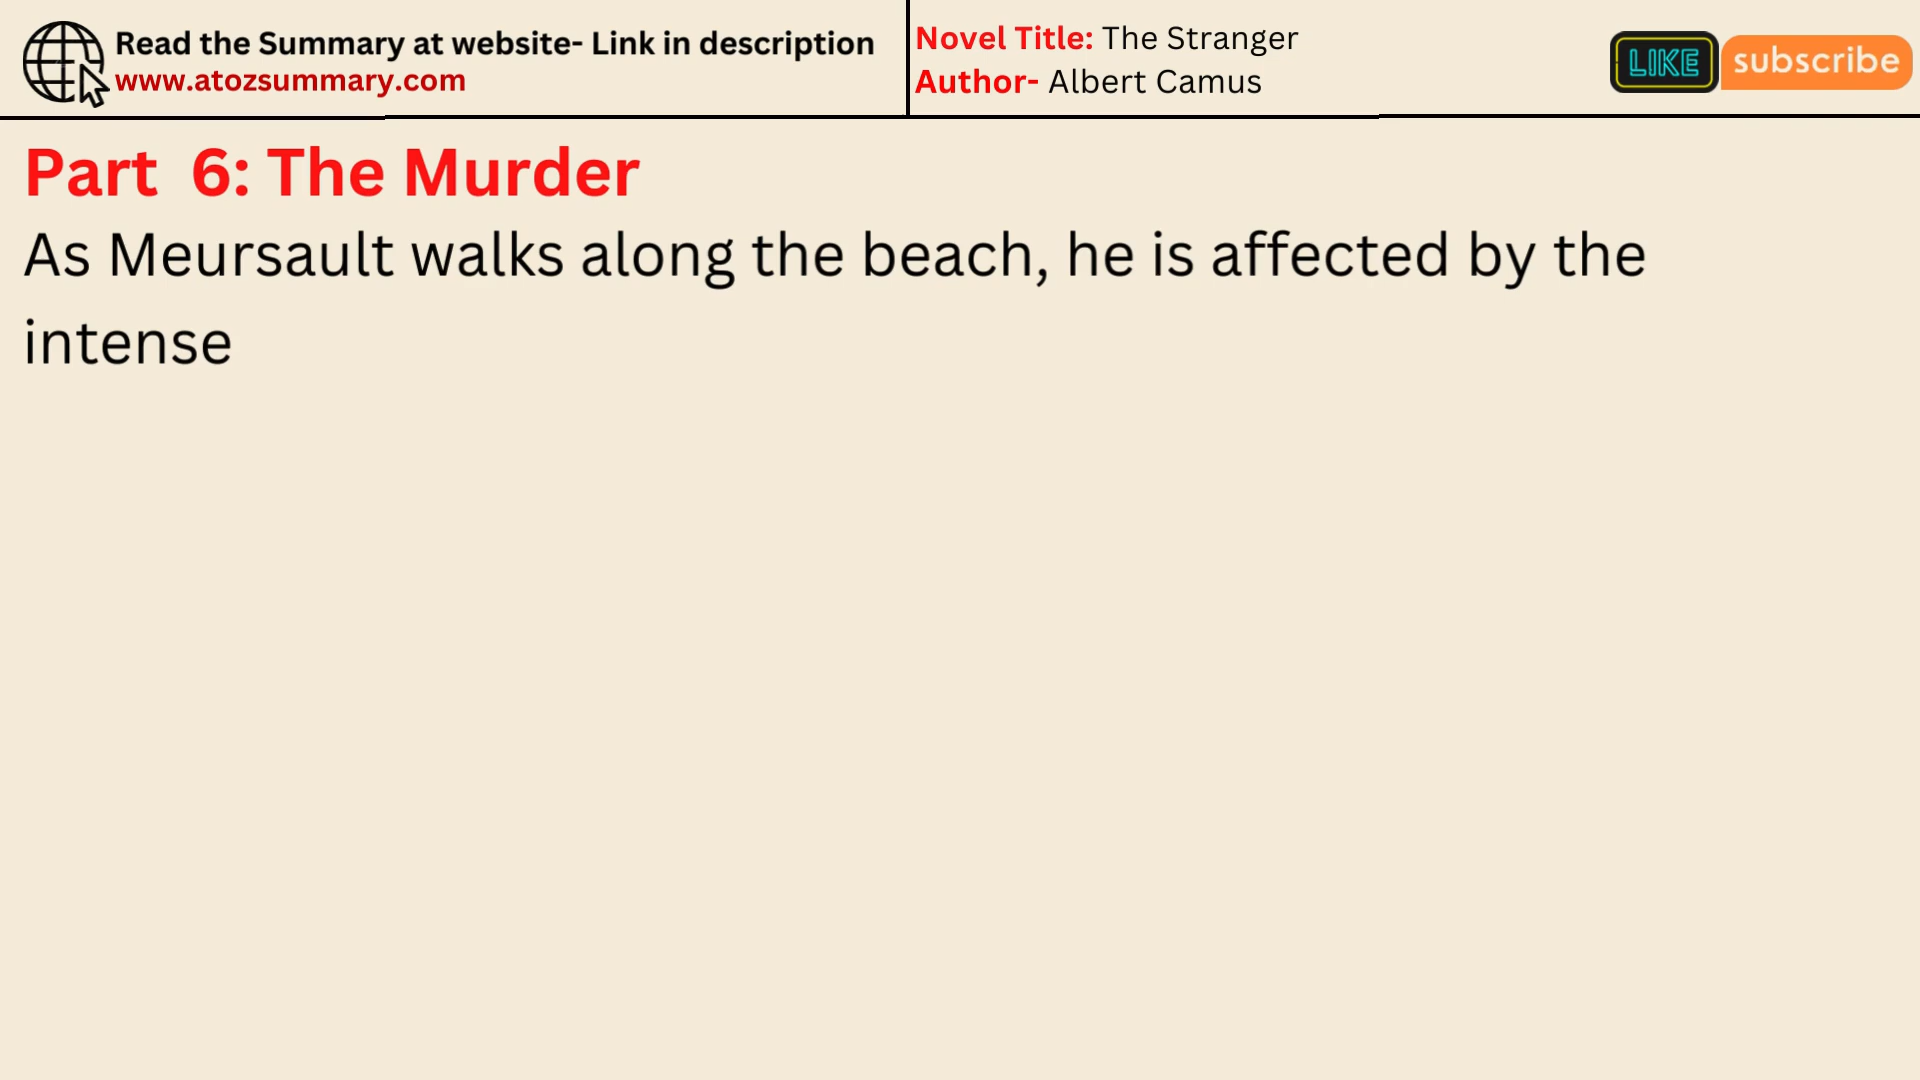 Read the Summary at website- Link in description
www.atozsummary.com
Novel Title: The Stranger
Author- Albert Camus
LIKE
subscribe
Part 6: The Murder
As Meursault walks along the beach, he is affected by the
intense